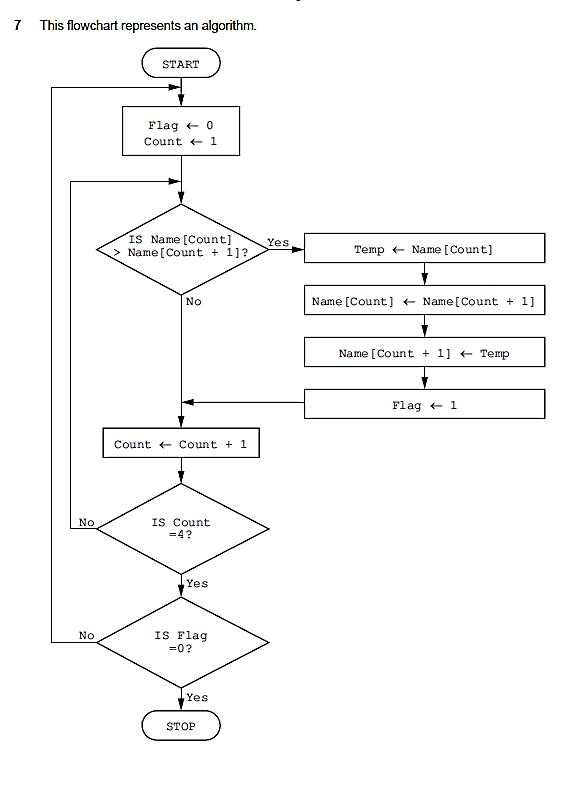 7 This flowchart represents an algorithm.
START
Flag ← 0
Count ← 1
IS Name[Count]
> Name[Count + 1]?
Yes
Temp ← Name[Count]
No
Name[Count] ← Name[Count + 1]
Name[Count + 1] ← Temp
Flag ← 1
Count ← Count + 1
No
IS Count
=4?
Yes
No
IS Flag
=0?
Yes
STOP